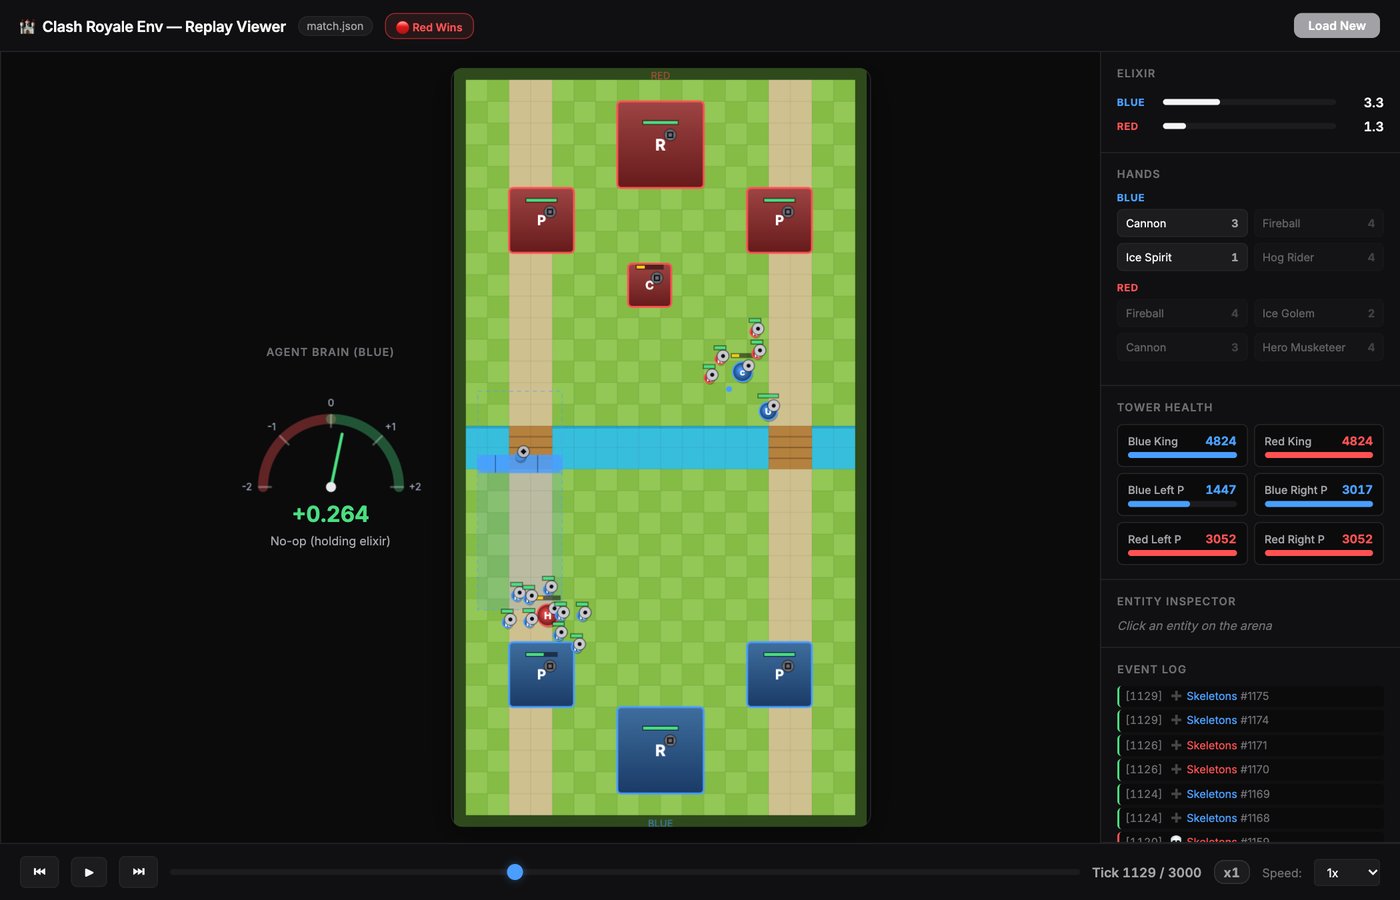 Clash Royale Env — Replay Viewer
match.json
Red Wins
Load New
RED
R
P
P
C
C
H
P
P
R
BLUE
AGENT BRAIN (BLUE)
0
-1
+1
-2
+2
+0.264
No-op (holding elixir)
ELIXIR
BLUE 3.3
RED 1.3
HANDS
BLUE
Cannon 3 Fireball 4
Ice Spirit 1 Hog Rider 4
RED
Fireball 4 Ice Golem 2
Cannon 3 Hero Musketeer 4
TOWER HEALTH
Blue King 4824 Red King 4824
Blue Left P 1447 Blue Right P 3017
Red Left P 3052 Red Right P 3052
ENTITY INSPECTOR
Click an entity on the arena
EVENT LOG
[1129] Skeletons #1175
[1129] Skeletons #1174
[1126] Skeletons #1171
[1126] Skeletons #1170
[1124] Skeletons #1169
[1124] Skeletons #1168
[1120] Skeletons #1159
Tick 1129 / 3000 x1 Speed: 1x